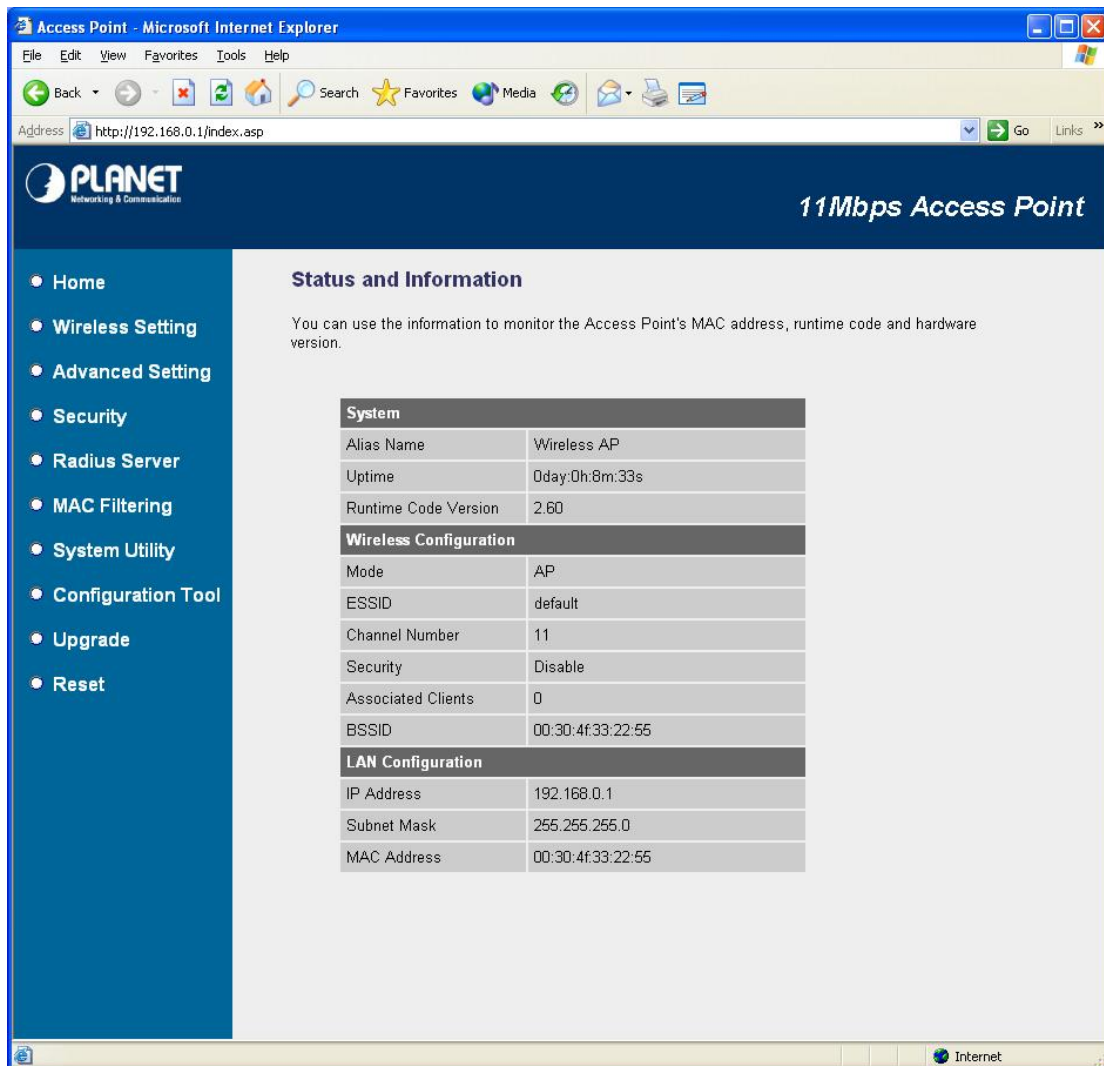 Access Point - Microsoft Internet Explorer
File Edit View Favorites Tools Help
Back Search Favorites Media
Address http://192.168.0.1/index.asp Go Links »
PLANET
Networking & Communication
11Mbps Access Point
Home
Wireless Setting
Advanced Setting
Security
Radius Server
MAC Filtering
System Utility
Configuration Tool
Upgrade
Reset
Status and Information
You can use the information to monitor the Access Point's MAC address, runtime code and hardware
version.
System
Alias Name Wireless AP
Uptime 0day:0h:8m:33s
Runtime Code Version 2.60
Wireless Configuration
Mode AP
ESSID default
Channel Number 11
Security Disable
Associated Clients 0
BSSID 00:30:4f:33:22:55
LAN Configuration
IP Address 192.168.0.1
Subnet Mask 255.255.255.0
MAC Address 00:30:4f:33:22:55
Internet